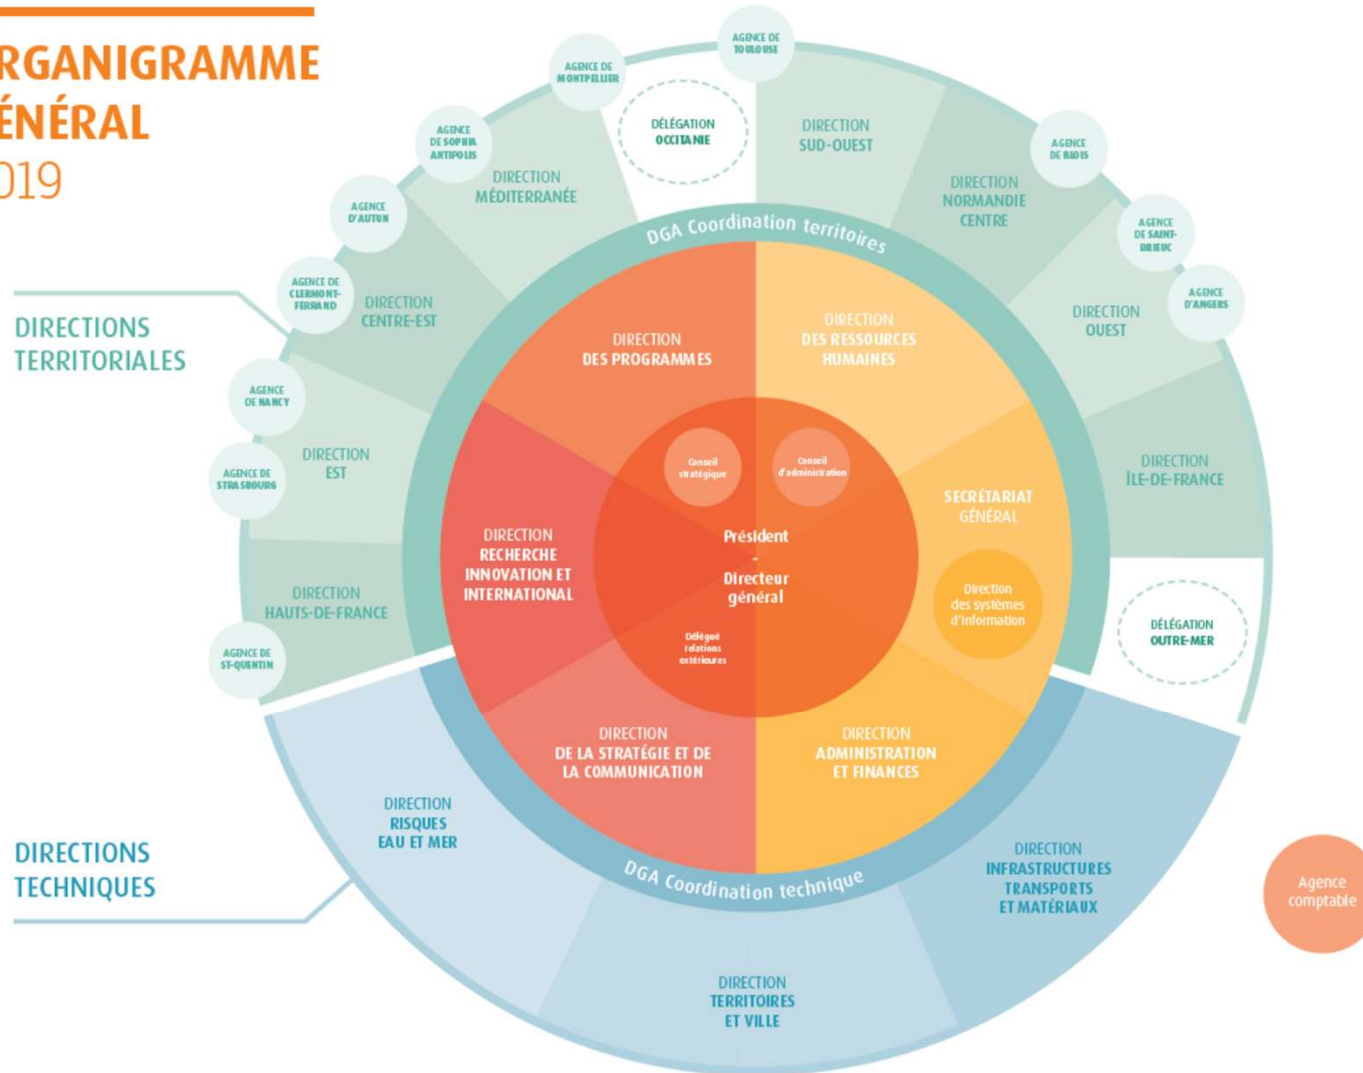 RGANIGRAMME
ÉNÉRAL
019
AGENCE DE
TOULOUSE
AGENCE DE
MONTPELLIER
DÉLÉGATION
OCCITANIE
DIRECTION
SUD-OUEST
AGENCE
DE SOPHIA
ANTIPOLIS
DIRECTION
MÉDITERRANÉE
DIRECTION
NORMANDIE
CENTRE
AGENCE
DE BLOIS
AGENCE
D'AUTUN
AGENCE
DE SAINT-
BRIEUC
DGA Coordination territoires
AGENCE DE
CLERMONT-
FERRAND
DIRECTION
CENTRE-EST
AGENCE
D'ANGERS
DIRECTION
OUEST
DIRECTIONS
TERRITORIALES
DIRECTION
DES PROGRAMMES
DIRECTION
DES RESSOURCES
HUMAINES
AGENCE
DE NANCY
DIRECTION
EST
AGENCE DE
STRASBOURG
Conseil
stratégique
Conseil
d'administration
DIRECTION
ÎLE-DE-FRANCE
SECRÉTARIAT
GÉNÉRAL
DIRECTION
RECHERCHE
INNOVATION ET
INTERNATIONAL
Président
-
Directeur
général
Direction
des systèmes
d'information
DIRECTION
HAUTS-DE-FRANCE
AGENCE DE
ST-QUENTIN
Délégué
relations
extérieures
DÉLÉGATION
OUTRE-MER
DIRECTION
DE LA STRATÉGIE ET DE
LA COMMUNICATION
DIRECTION
ADMINISTRATION
ET FINANCES
DIRECTION
RISQUES
EAU ET MER
DIRECTIONS
TECHNIQUES
DGA Coordination technique
DIRECTION
INFRASTRUCTURES
TRANSPORTS
ET MATÉRIAUX
Agence
comptable
DIRECTION
TERRITOIRES
ET VILLE